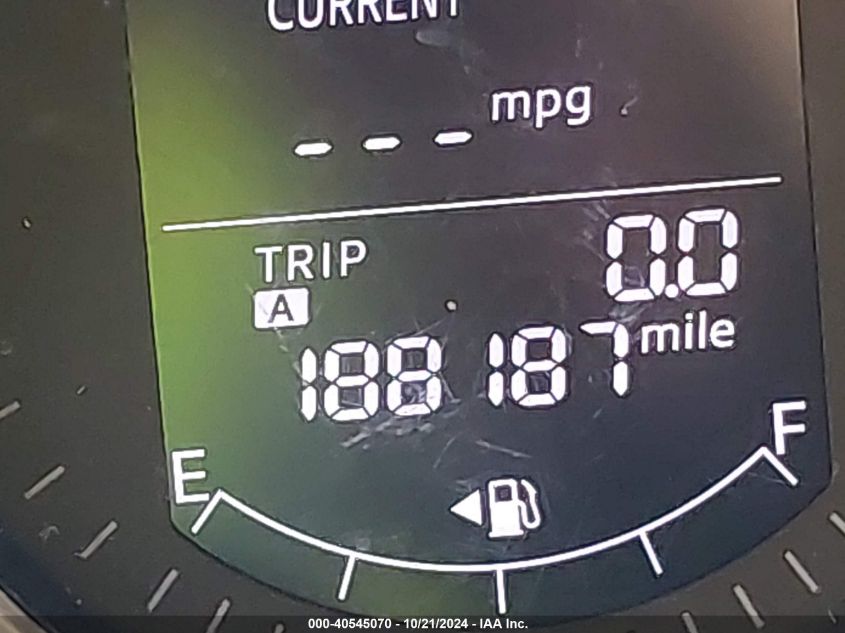 CURRENT
--- mpg
TRIP 0.0
A
188187 mile
E F
000-40545070 - 10/21/2024 - IAA Inc.